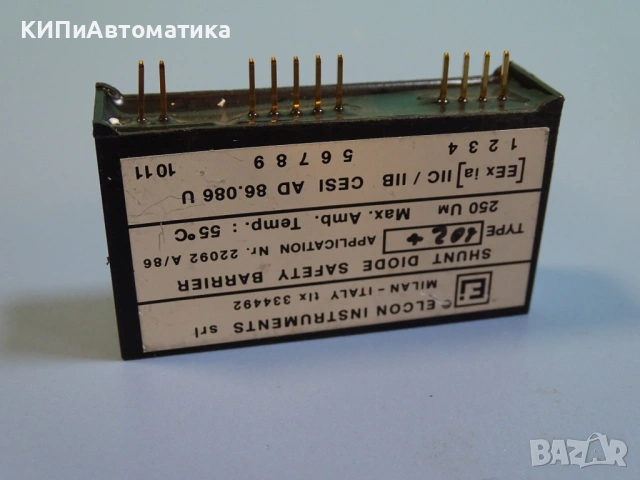 КИПиАвтоматика
Ei
ELCON INSTRUMENTS srl
MILAN - ITALY tlx 334492
SHUNT DIODE SAFETY BARRIER
TYPE 102 + APPLICATION Nr. 22092 A/86
250 UM Max. Amb. Temp. : 55°C
[EEx ia] IIC / IIB CESI AD 86.086 U
1 2 3 4 5 6 7 8 9 10 11
BAZAR